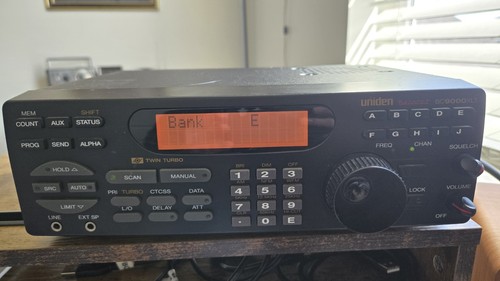 MEM SHIFT
COUNT AUX STATUS
PROG SEND ALPHA
Bank E
uniden BC9000XLT
A B C D E
F G H I J
FREQ CHAN
SQUELCH
TWIN TURBO
HOLD
SCAN MANUAL
1 2 3
SRC AUTO
PRI TURBO CTCSS DATA
4 5 6
LIMIT
L/O DELAY ATT
7 8 9
LOCK
VOLUME
LINE EXT SP
. 0 E
OFF